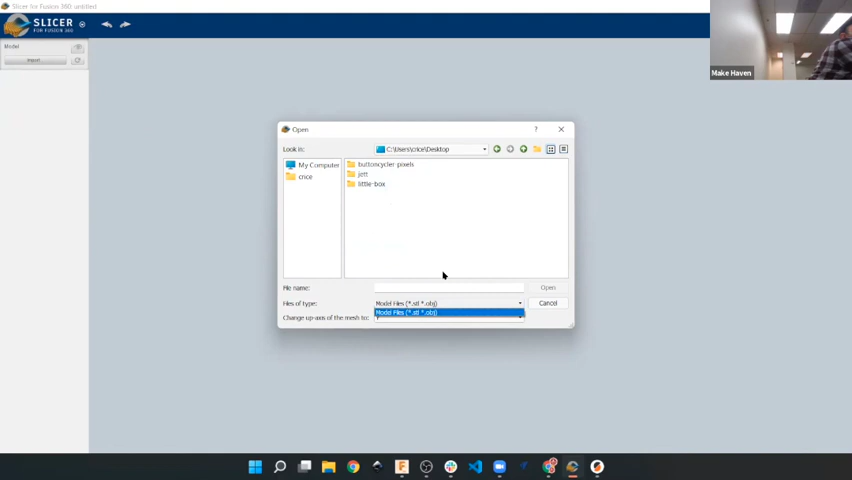 Slicer for Fusion 360: untitled
SLICER
FOR FUSION 360
Model
Import
Make Haven
Open
Look in:
C:\Users\crice\Desktop
My Computer
crice
buttoncycler-pixels
jett
little-box
File name:
Open
Files of type:
Model Files (*.stl *.obj)
Cancel
Model Files (*.stl *.obj)
Change up-axis of the mesh to: